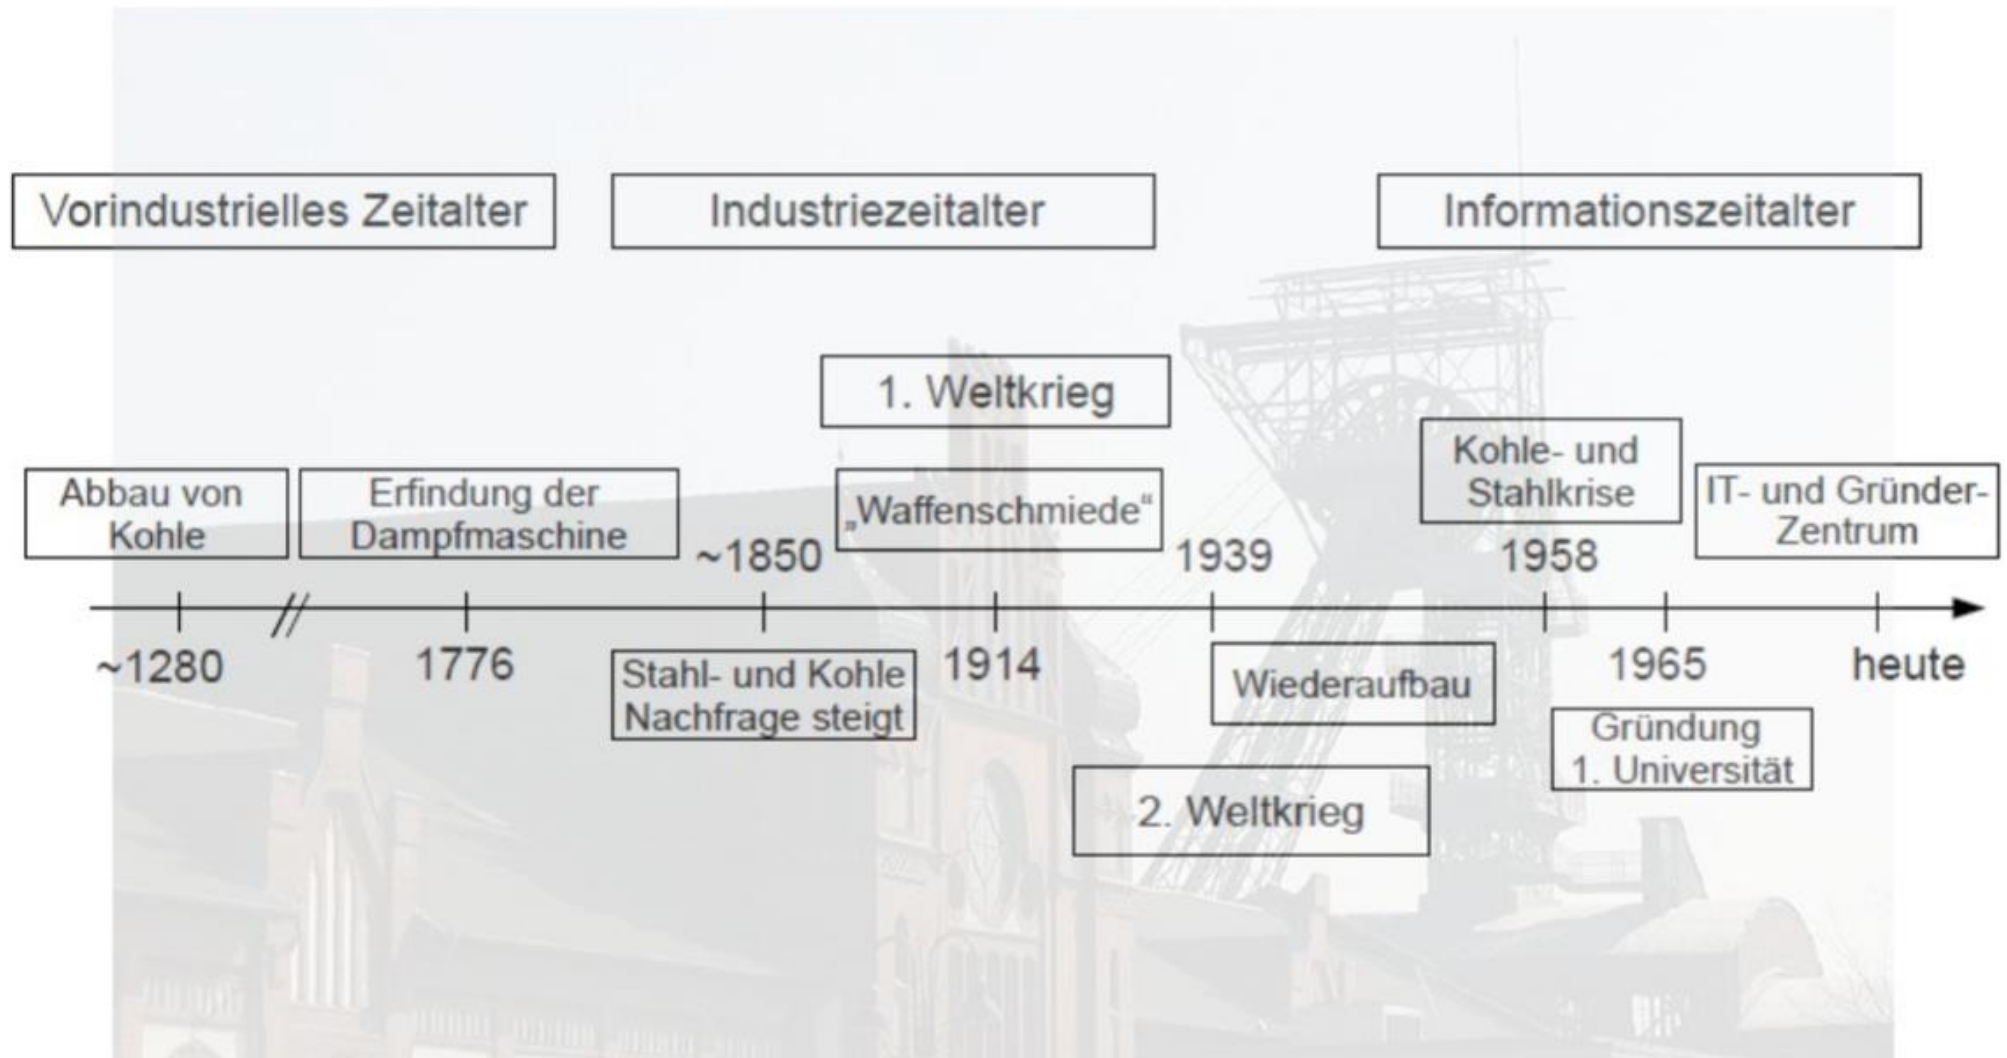 Vorindustrielles Zeitalter
Industriezeitalter
Informationszeitalter
1. Weltkrieg
Abbau von
Kohle
Erfindung der
Dampfmaschine
~1850
„Waffenschmiede“
1939
Kohle- und
Stahlkrise
1958
IT- und Gründer-
Zentrum
~1280
1776
Stahl- und Kohle
Nachfrage steigt
1914
Wiederaufbau
1965
heute
Gründung
1. Universität
2. Weltkrieg